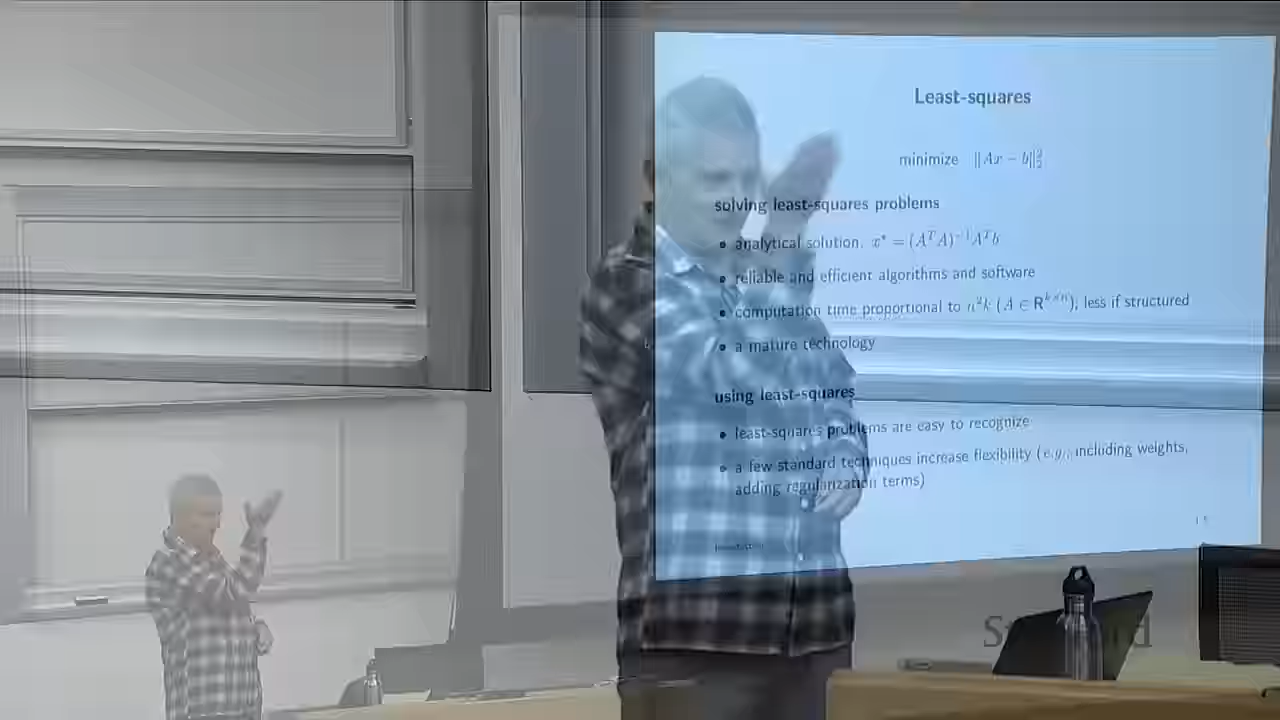 Least-squares
minimize ‖Ax − b‖₂²
solving least-squares problems
• analytical solution: x* = (AᵀA)⁻¹Aᵀb
• reliable and efficient algorithms and software
• computation time proportional to n²k (A ∈ R^{k×n}); less if structured
• a mature technology
using least-squares
• least-squares problems are easy to recognize
• a few standard techniques increase flexibility (e.g., including weights,
adding regularization terms)